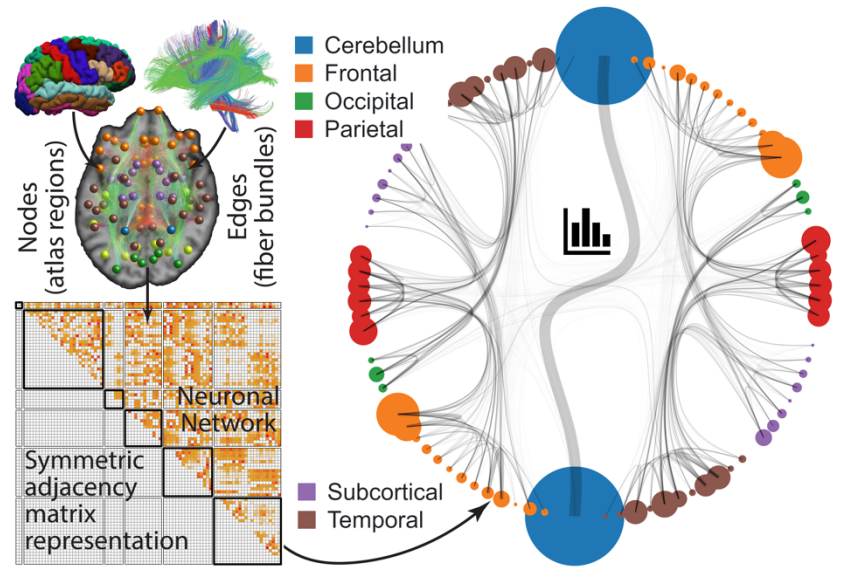 Cerebellum
Frontal
Occipital
Parietal
Nodes
(atlas regions)
Edges
(fiber bundles)
Neuronal
Network
Symmetric
adjacency
matrix
representation
Subcortical
Temporal